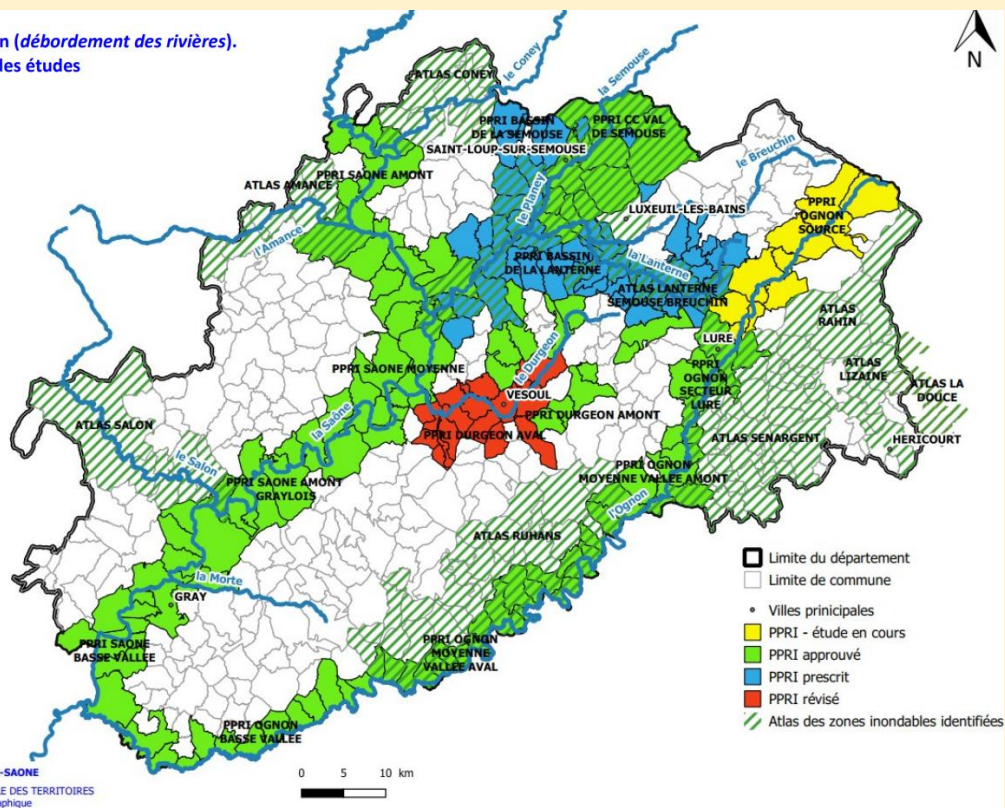 n (débordement des rivières).
les études
N
ATLAS CONEY
le Coney
la Semouse
PPRI BASSIN
DE LA SEMOUSE
PPRI CC VAL
DE SEMOUSE
SAINT-LOUP-SUR-SEMOUSE
le Breuchin
PPRI SAONE AMONT
ATLAS AMANCE
le Planey
LUXEUIL-LES-BAINS
PPRI
OGNON
SOURCE
l'Amance
PPRI BASSIN
DE LA LANTERNE
la Lanterne
ATLAS LANTERNE
SEMOUSE BREUCHIN
ATLAS
RAHIN
LURE
le Durgeon
PPRI SAONE MOYENNE
PPRI
OGNON
SECTEUR
LURE
ATLAS
LIZAINE
ATLAS LA
DOUCE
VESOUL
PPRI DURGEON AMONT
ATLAS SALON
la Saône
PPRI DURGEON AVAL
ATLAS SENARGENT
HERICOURT
le Salon
PPRI SAONE AMONT
GRAYLOIS
PPRI OGNON
MOYENNE VALLEE AMONT
l'Ognon
ATLAS RUHANS
la Morte
GRAY
PPRI SAONE
BASSE VALLEE
PPRI OGNON
MOYENNE
VALLEE AVAL
PPRI OGNON
BASSE VALLEE
Limite du département
Limite de commune
Villes prinicipales
PPRI - étude en cours
PPRI approuvé
PPRI prescrit
PPRI révisé
Atlas des zones inondables identifiées
0 5 10 km
-SAONE
LE DES TERRITOIRES
aphique